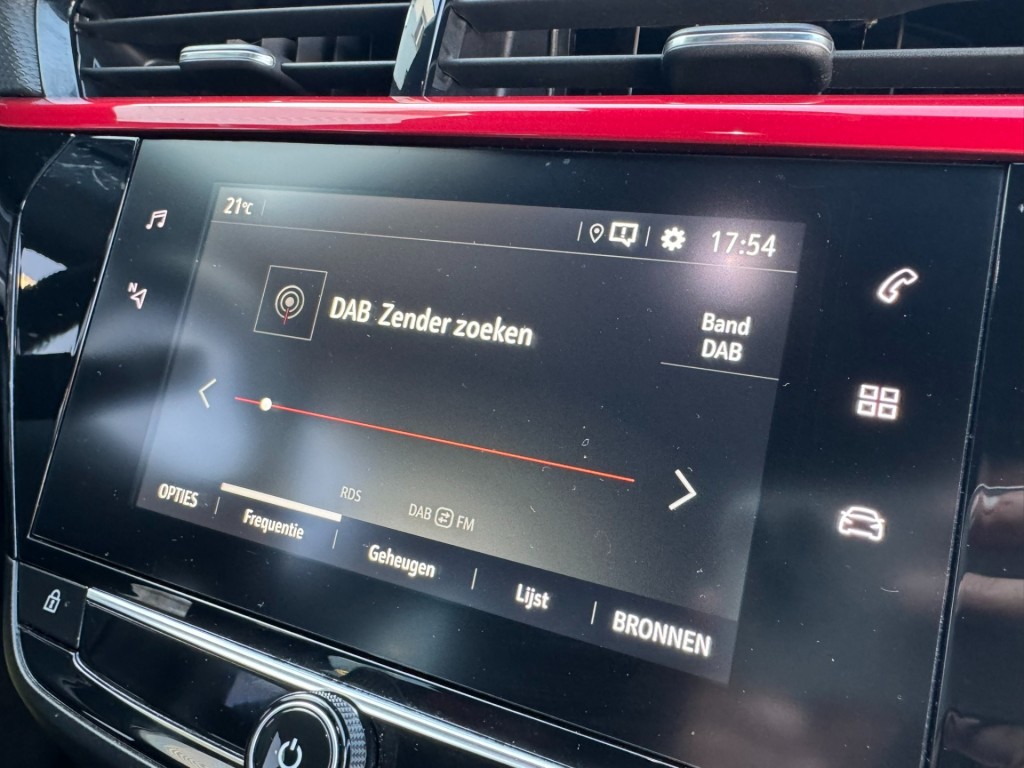 21°C
17:54
DAB Zender zoeken
Band
DAB
N
RDS
DAB FM
OPTIES
Frequentie
Geheugen
Lijst
BRONNEN